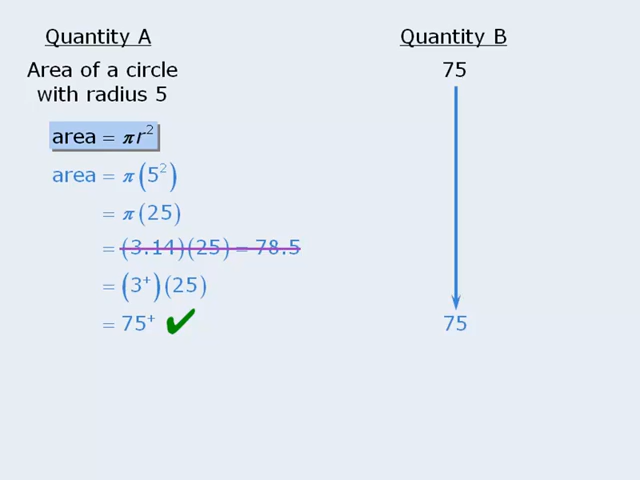 Quantity A
Quantity B
Area of a circle
with radius 5
75
area = πr²
area = π(5²)
= π(25)
= (3.14)(25) = 78.5
= (3⁺)(25)
= 75⁺
75